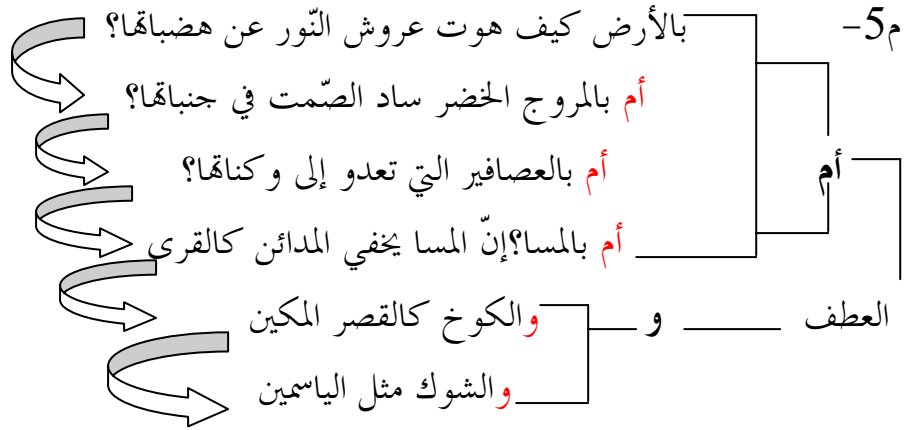 م5- بالأرض كيف هوت عروش النّور عن هضباتها؟
أم بالمروج الخضر ساد الصّمت في جنباتها؟
أم بالعصافير التي تعدو إلى وكناتها؟
أم
أم بالمسا؟إنّ المسا يخفي المدائن كالقرى
العطف و والكوخ كالقصر المكين
والشوك مثل الياسمين